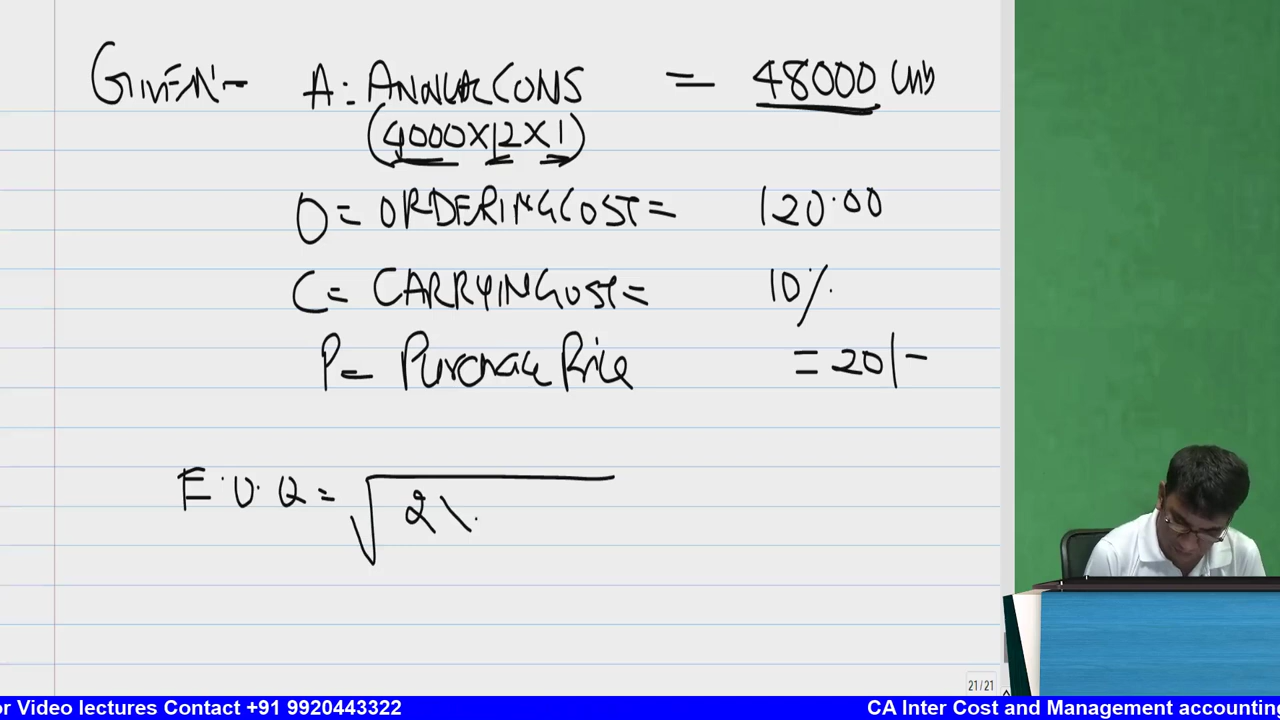 GIVEN- A: ANNUAL CONS = 48000 Units
(4000X12X1)
O= ORDERING COST= 120.00
C= CARRYING COST= 10%.
P= Purchase Price = 20/-
E.O.Q= √ 2
21/21
or Video lectures Contact +91 9920443322
CA Inter Cost and Management accounting